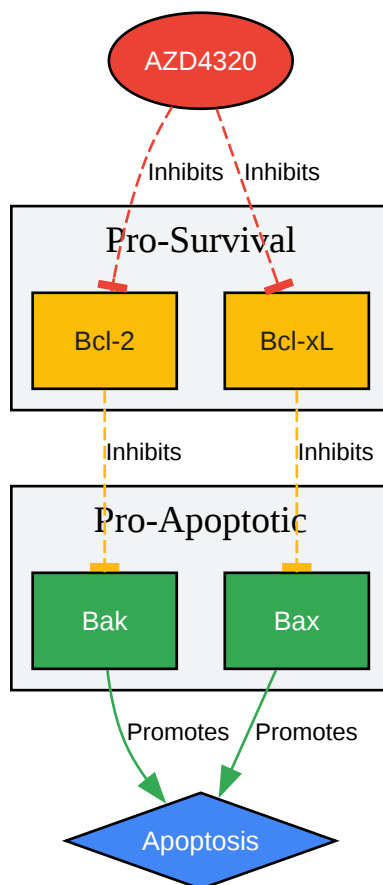 AZD4320
Inhibits Inhibits
Pro-Survival
Bcl-2 Bcl-xL
Inhibits Inhibits
Pro-Apoptotic
Bak Bax
Promotes Promotes
Apoptosis